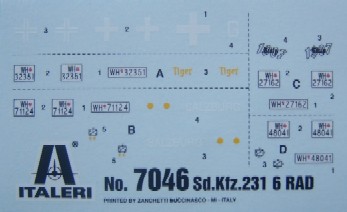 WH 32351 WH 32351 WH 32351 A Tiger Tiger
WH 27162 WH 27162 C
WH 27162
WH 71124 WH 71124 WH 71124
B
D
WH 48041 WH 48041
WH 48041
ITALERI
No. 7046 Sd.Kfz.231 6 RAD
PRINTED BY ZANCHETTI BUCCINASCO - MI - ITALY